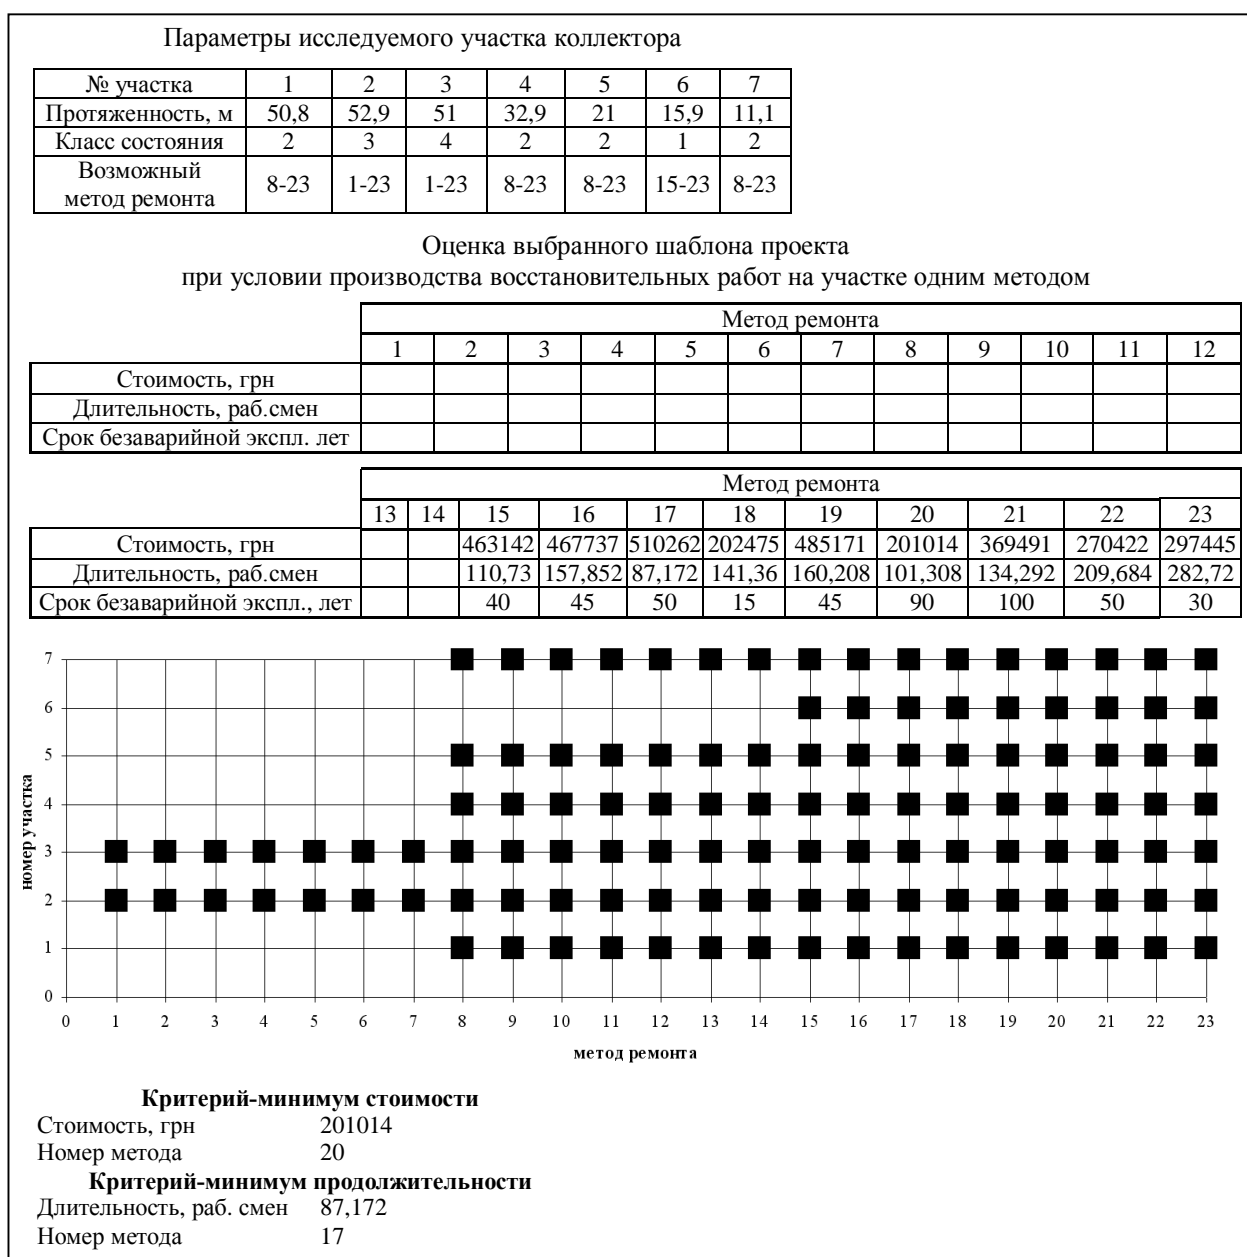 Параметры исследуемого участка коллектора
№ участка 1 2 3 4 5 6 7
Протяженность, м 50,8 52,9 51 32,9 21 15,9 11,1
Класс состояния 2 3 4 2 2 1 2
Возможный
метод ремонта 8-23 1-23 1-23 8-23 8-23 15-23 8-23
Оценка выбранного шаблона проекта
при условии производства восстановительных работ на участке одним методом
Метод ремонта
1 2 3 4 5 6 7 8 9 10 11 12
Стоимость, грн
Длительность, раб.смен
Срок безаварийной экспл. лет
Метод ремонта
13 14 15 16 17 18 19 20 21 22 23
Стоимость, грн 463142 467737 510262 202475 485171 201014 369491 270422 297445
Длительность, раб.смен 110,73 157,852 87,172 141,36 160,208 101,308 134,292 209,684 282,72
Срок безаварийной экспл., лет 40 45 50 15 45 90 100 50 30
7
6
5
4
3
2
1
0
номер участка
0 1 2 3 4 5 6 7 8 9 10 11 12 13 14 15 16 17 18 19 20 21 22 23
метод ремонта
Критерий-минимум стоимости
Стоимость, грн 201014
Номер метода 20
Критерий-минимум продолжительности
Длительность, раб. смен 87,172
Номер метода 17